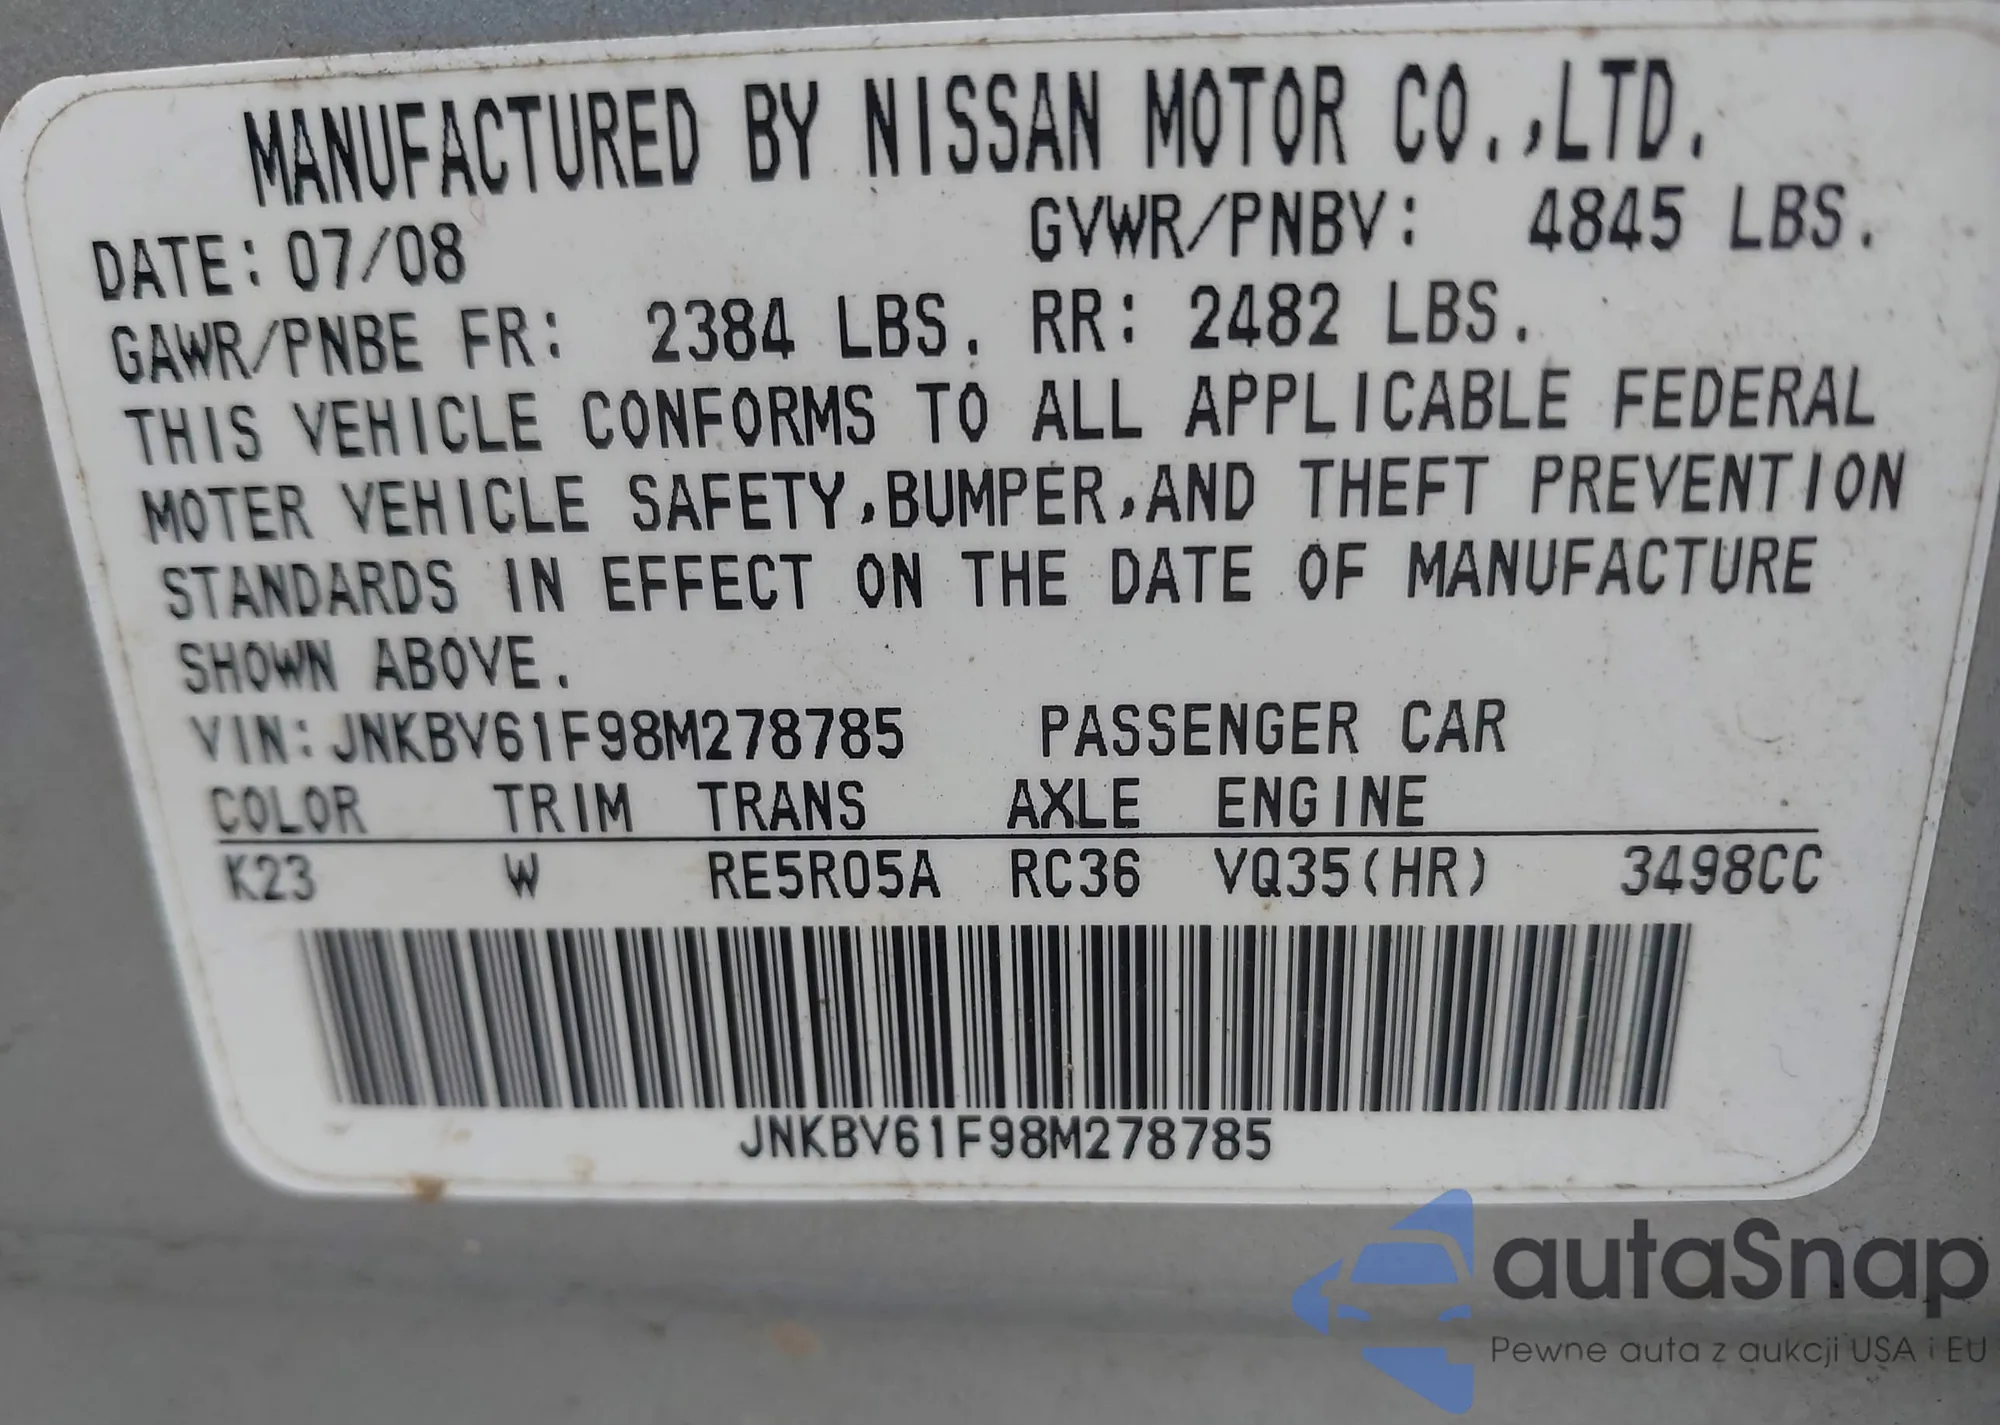 MANUFACTURED BY NISSAN MOTOR CO.,LTD.
DATE: 07/08 GVWR/PNBV: 4845 LBS.
GAWR/PNBE FR: 2384 LBS. RR: 2482 LBS.
THIS VEHICLE CONFORMS TO ALL APPLICABLE FEDERAL
MOTER VEHICLE SAFETY,BUMPER,AND THEFT PREVENTION
STANDARDS IN EFFECT ON THE DATE OF MANUFACTURE
SHOWN ABOVE.
VIN:JNKBV61F98M278785 PASSENGER CAR
COLOR TRIM TRANS AXLE ENGINE
K23 W RE5R05A RC36 VQ35(HR) 3498CC
JNKBV61F98M278785
autaSnap
Pewne auta z aukcji USA i EU